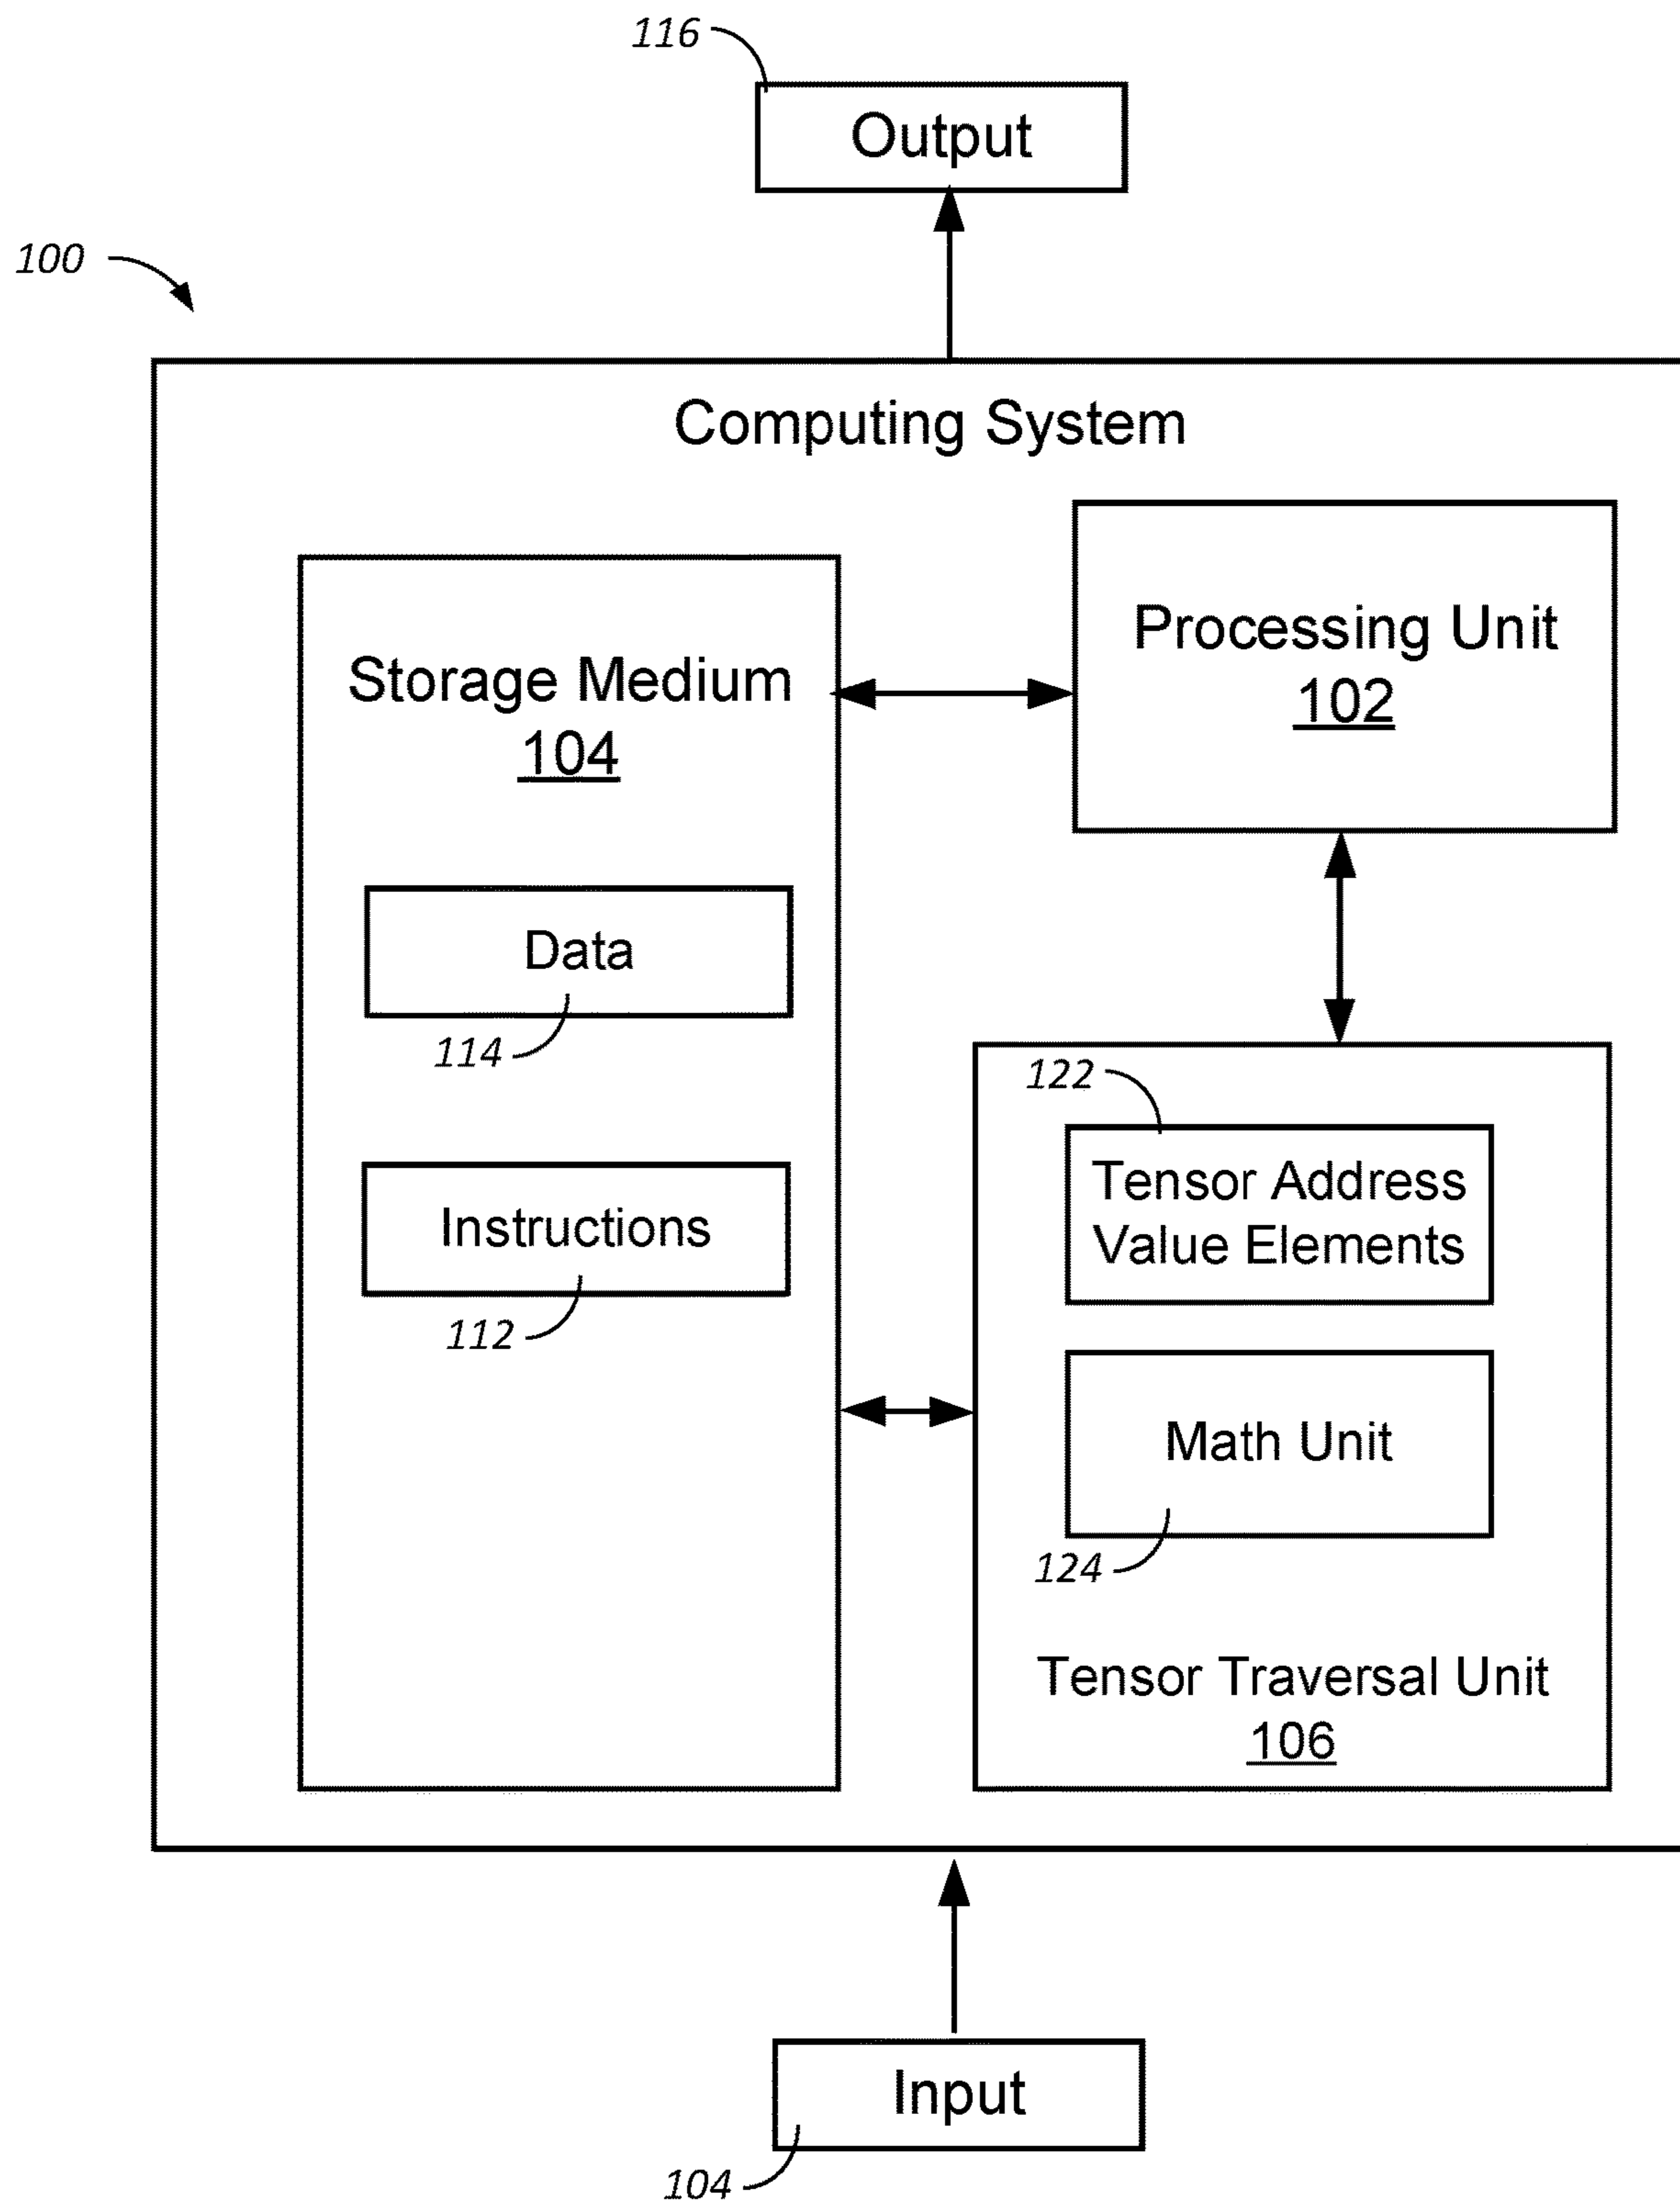 116
Output
100
Computing System
Processing Unit
102
Storage Medium
104
Data
114
Instructions
112
122
Tensor Address
Value Elements
Math Unit
124
Tensor Traversal Unit
106
Input
104